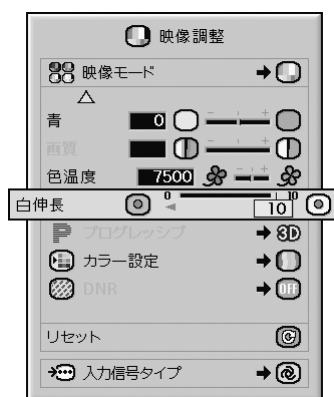 映像調整
映像モード
青 0 - +
画質
色温度 7500 - +
白伸長 0 10 10
プログレッシブ 3D
カラー設定
DNR OFF
リセット
入力信号タイプ